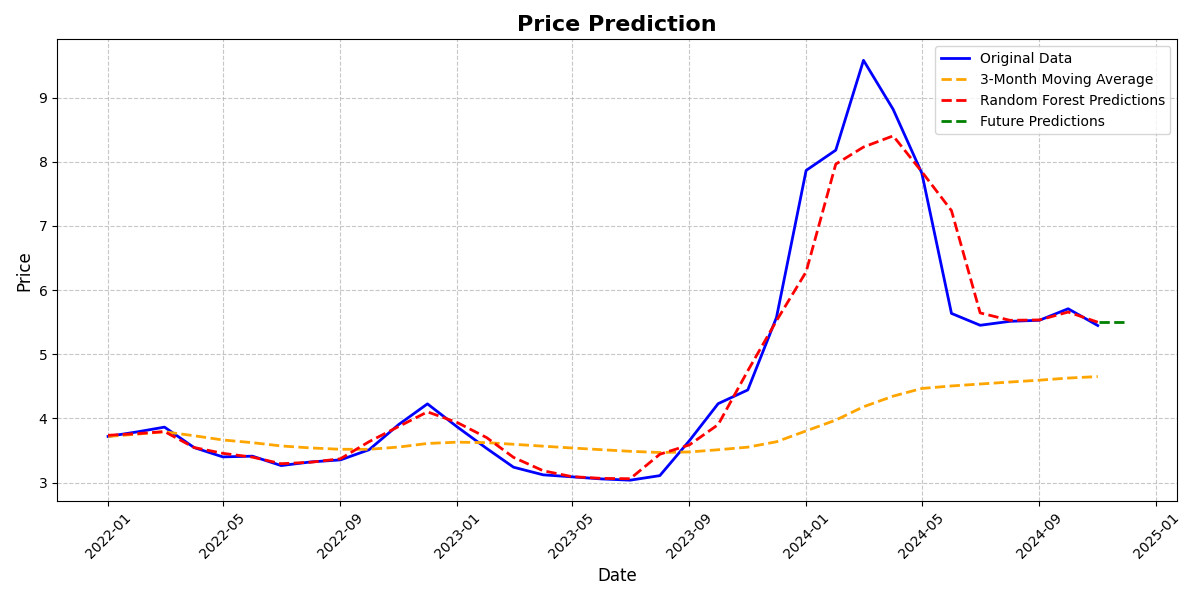 Price Prediction
Original Data
3-Month Moving Average
Random Forest Predictions
Future Predictions
Price
9
8
7
6
5
4
3
2022-01
2022-05
2022-09
2023-01
2023-05
2023-09
2024-01
2024-05
2024-09
2025-01
Date